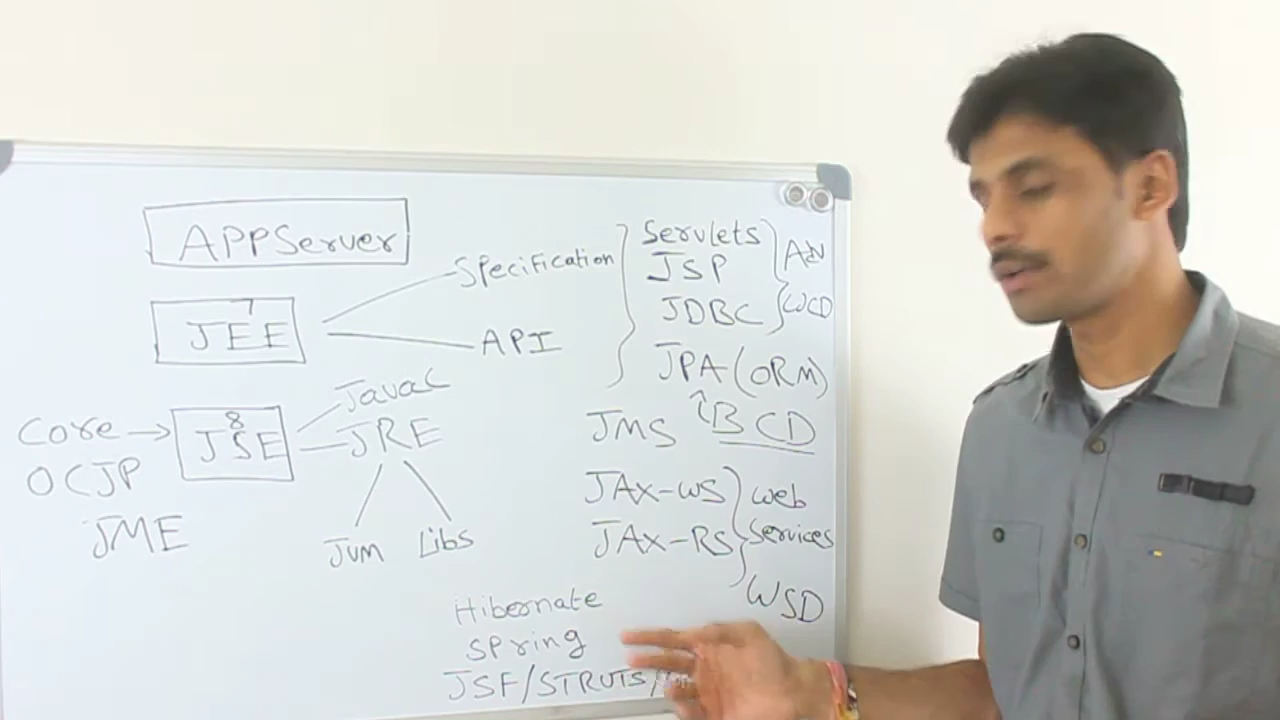 APPServer
7
JEE
Specification
API
Core → 8
JSE
OCJP
JME
Javac
JRE
Jvm Libs
Servlets
JSP
JDBC
Adv
WCD
JPA (ORM)
JMS BCD
JAX-WS
JAX-RS
Web
Services
WSD
Hibernate
Spring
JSF/STRUTS/